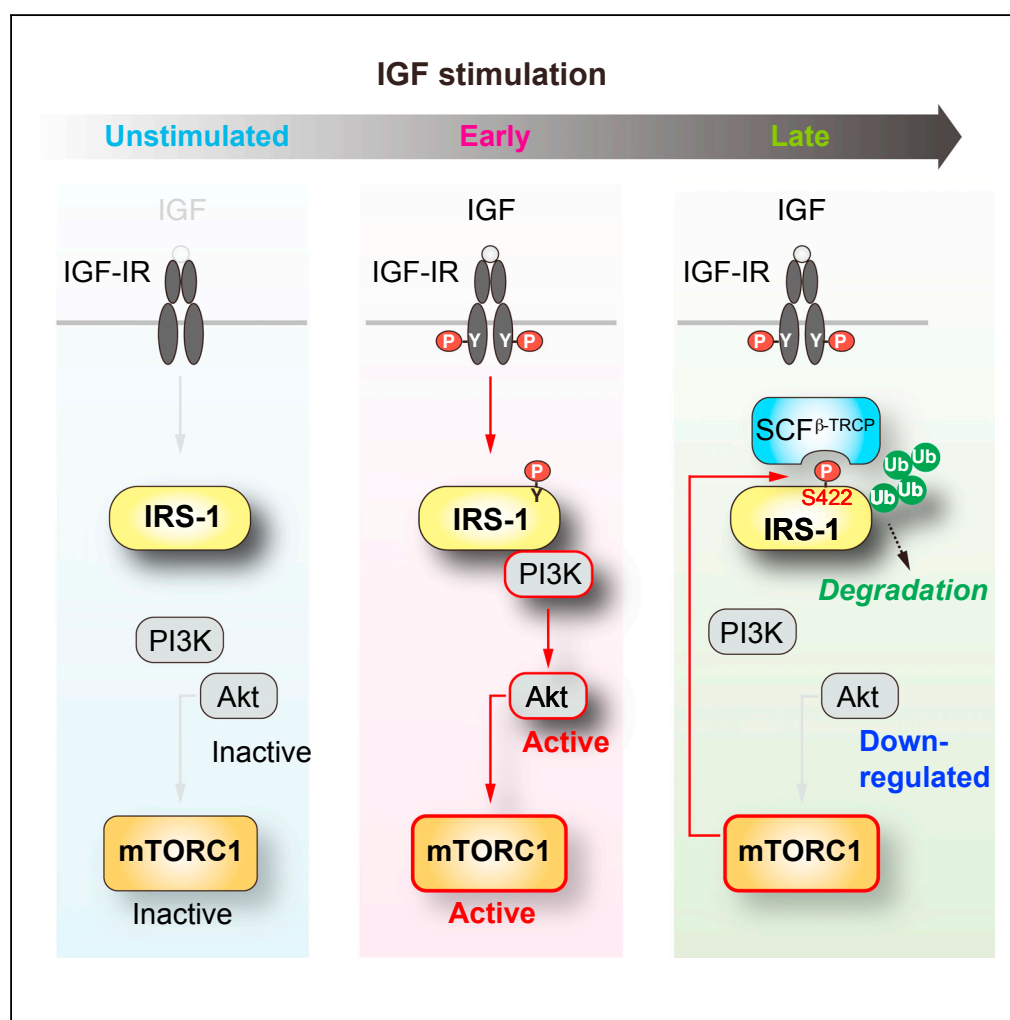 IGF stimulation
Unstimulated
Early
Late
IGF
IGF-IR
IRS-1
PI3K
Akt
Inactive
mTORC1
Inactive
IGF
IGF-IR
P Y Y P
P
Y
IRS-1
PI3K
Akt
Active
mTORC1
Active
IGF
IGF-IR
P Y Y P
SCFβ-TRCP
P
S422
IRS-1
Ub Ub
Ub Ub
Degradation
PI3K
Akt
Down-
regulated
mTORC1